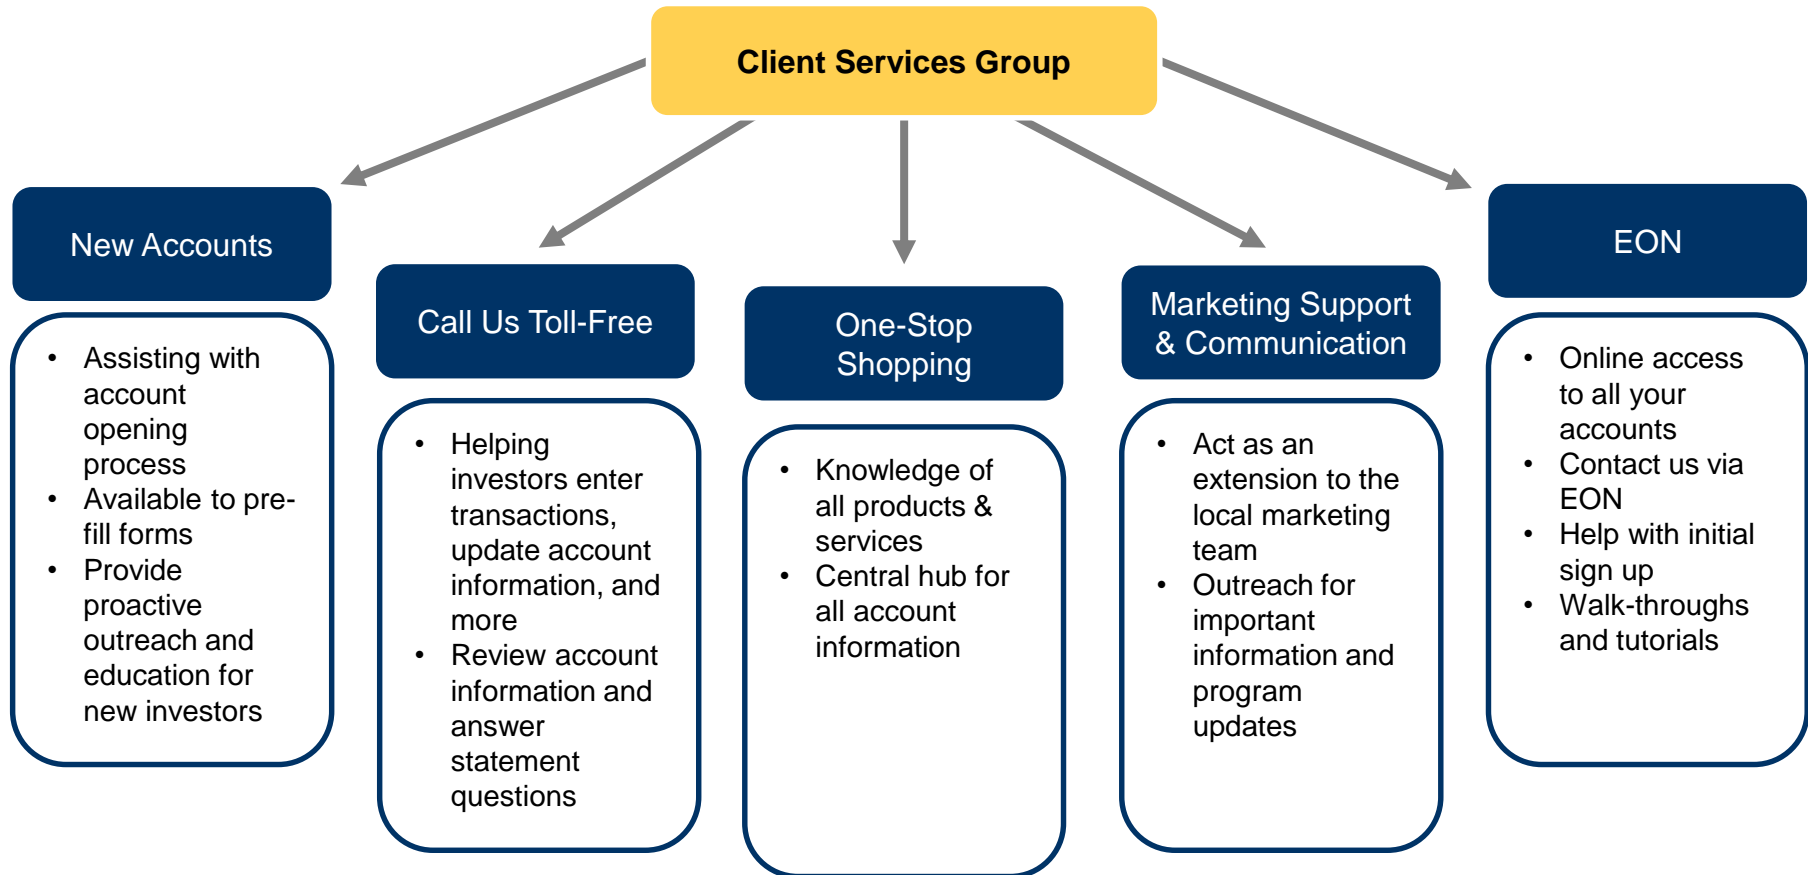 Client Services Group
New Accounts
• Assisting with
account
opening
process
• Available to pre-
fill forms
• Provide
proactive
outreach and
education for
new investors
Call Us Toll-Free
• Helping
investors enter
transactions,
update account
information, and
more
• Review account
information and
answer
statement
questions
One-Stop
Shopping
• Knowledge of
all products &
services
• Central hub for
all account
information
Marketing Support
& Communication
• Act as an
extension to the
local marketing
team
• Outreach for
important
information and
program
updates
EON
• Online access
to all your
accounts
• Contact us via
EON
• Help with initial
sign up
• Walk-throughs
and tutorials